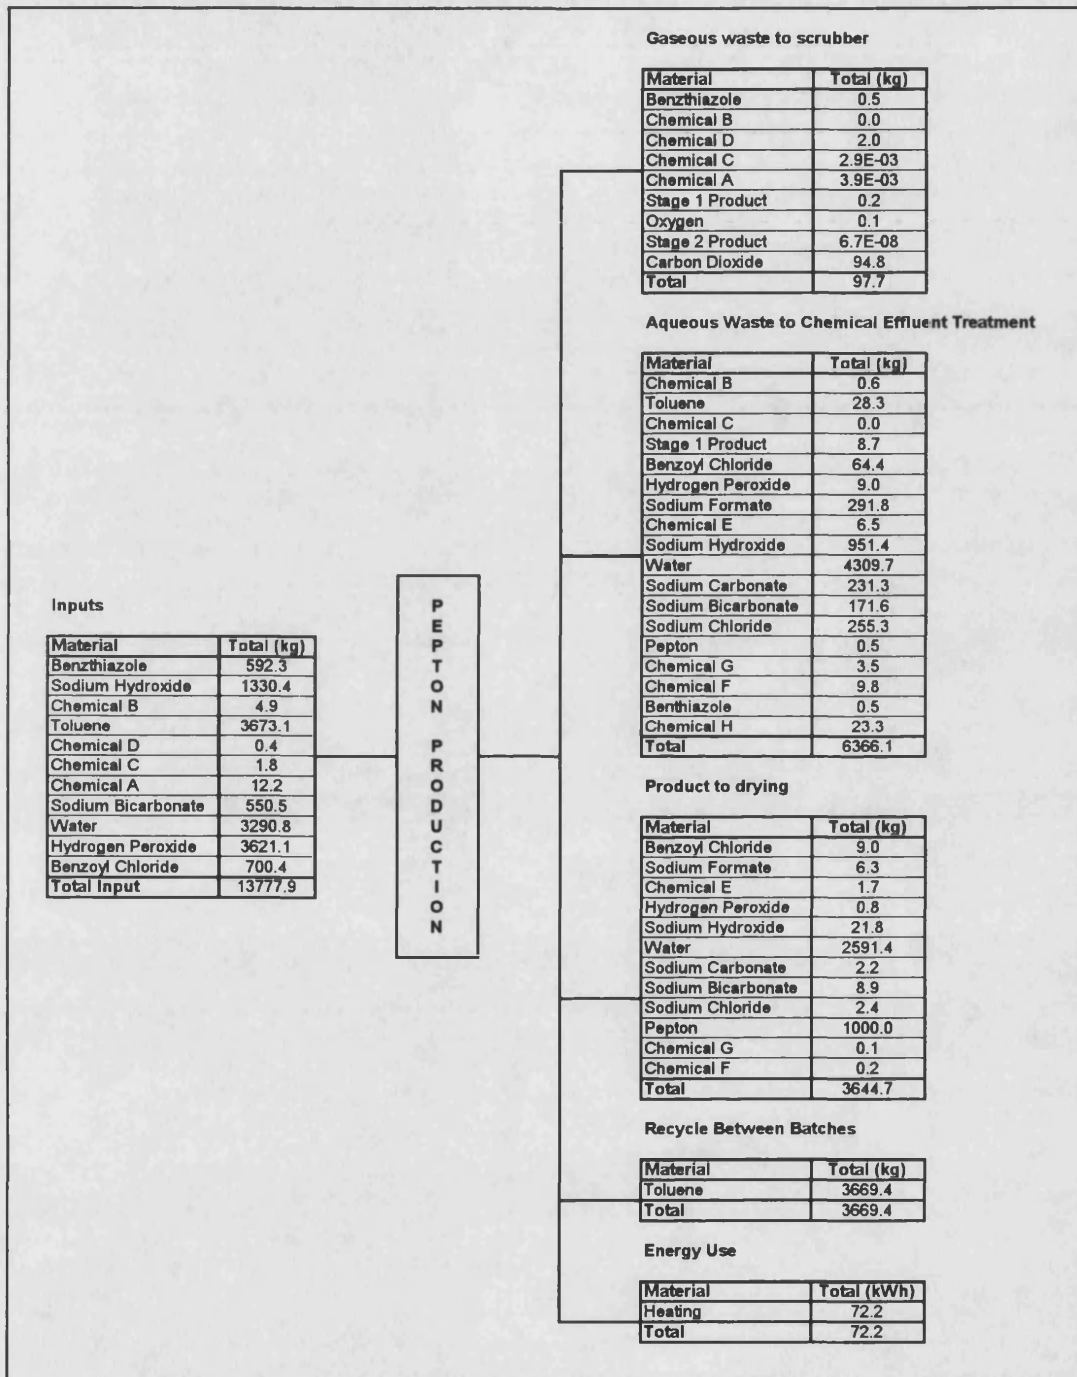 Gaseous waste to scrubber
Material Total (kg)
Benzthiazole 0.5
Chemical B 0.0
Chemical D 2.0
Chemical C 2.9E-03
Chemical A 3.9E-03
Stage 1 Product 0.2
Oxygen 0.1
Stage 2 Product 6.7E-08
Carbon Dioxide 94.8
Total 97.7
Aqueous Waste to Chemical Effluent Treatment
Material Total (kg)
Chemical B 0.6
Toluene 28.3
Chemical C 0.0
Stage 1 Product 8.7
Benzoyl Chloride 64.4
Hydrogen Peroxide 9.0
Sodium Formate 291.8
Chemical E 6.5
Sodium Hydroxide 951.4
Water 4309.7
Sodium Carbonate 231.3
Sodium Bicarbonate 171.6
Sodium Chloride 255.3
Pepton 0.5
Chemical G 3.5
Chemical F 9.8
Benthiazole 0.5
Chemical H 23.3
Total 6366.1
Inputs
Material Total (kg)
Benzthiazole 592.3
Sodium Hydroxide 1330.4
Chemical B 4.9
Toluene 3673.1
Chemical D 0.4
Chemical C 1.8
Chemical A 12.2
Sodium Bicarbonate 550.5
Water 3290.8
Hydrogen Peroxide 3621.1
Benzoyl Chloride 700.4
Total Input 13777.9
PEPTON PRODUCTION
Product to drying
Material Total (kg)
Benzoyl Chloride 9.0
Sodium Formate 6.3
Chemical E 1.7
Hydrogen Peroxide 0.8
Sodium Hydroxide 21.8
Water 2591.4
Sodium Carbonate 2.2
Sodium Bicarbonate 8.9
Sodium Chloride 2.4
Pepton 1000.0
Chemical G 0.1
Chemical F 0.2
Total 3644.7
Recycle Between Batches
Material Total (kg)
Toluene 3669.4
Total 3669.4
Energy Use
Material Total (kWh)
Heating 72.2
Total 72.2